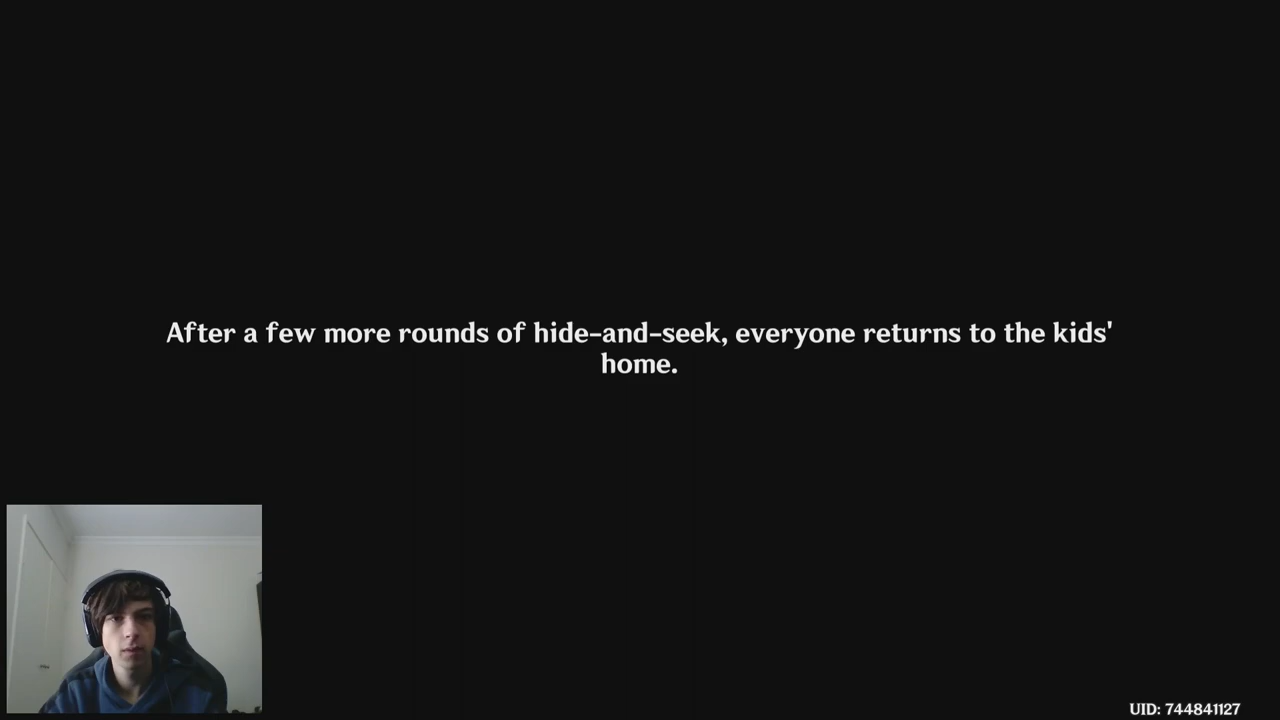 After a few more rounds of hide-and-seek, everyone returns to the kids'
home.
UID: 744841127